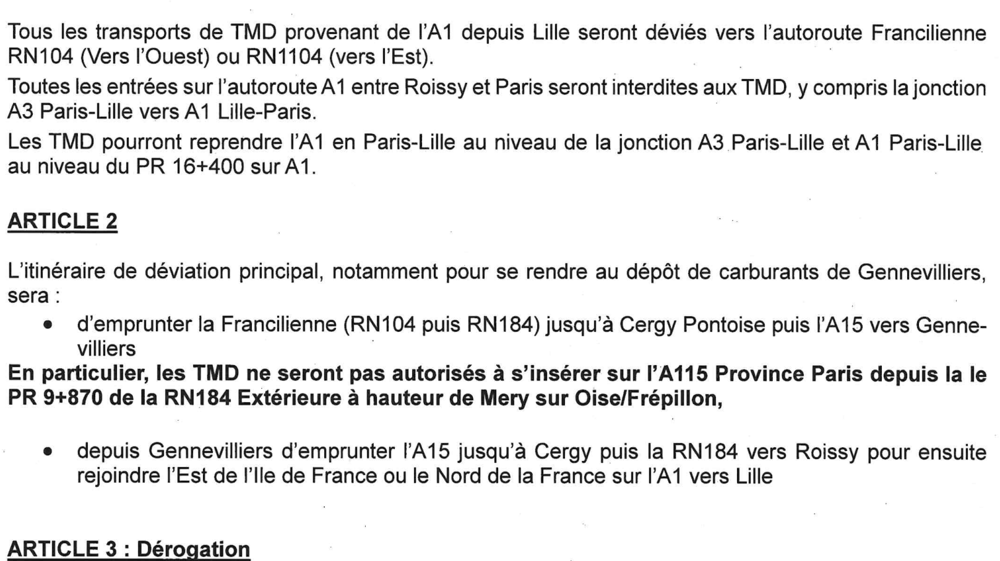 Tous les transports de TMD provenant de l'A1 depuis Lille seront déviés vers l'autoroute Francilienne
RN104 (Vers l'Ouest) ou RN1104 (vers l'Est).
Toutes les entrées sur l'autoroute A1 entre Roissy et Paris seront interdites aux TMD, y compris la jonction
A3 Paris-Lille vers A1 Lille-Paris.
Les TMD pourront reprendre l'A1 en Paris-Lille au niveau de la jonction A3 Paris-Lille et A1 Paris-Lille
au niveau du PR 16+400 sur A1.
ARTICLE 2
L'itinéraire de déviation principal, notamment pour se rendre au dépôt de carburants de Gennevilliers,
sera :
• d'emprunter la Francilienne (RN104 puis RN184) jusqu'à Cergy Pontoise puis l'A15 vers Genne-
villiers
En particulier, les TMD ne seront pas autorisés à s'insérer sur l'A115 Province Paris depuis la le
PR 9+870 de la RN184 Extérieure à hauteur de Mery sur Oise/Frépillon,
• depuis Gennevilliers d'emprunter l'A15 jusqu'à Cergy puis la RN184 vers Roissy pour ensuite
rejoindre l'Est de l'Ile de France ou le Nord de la France sur l'A1 vers Lille
ARTICLE 3 : Dérogation